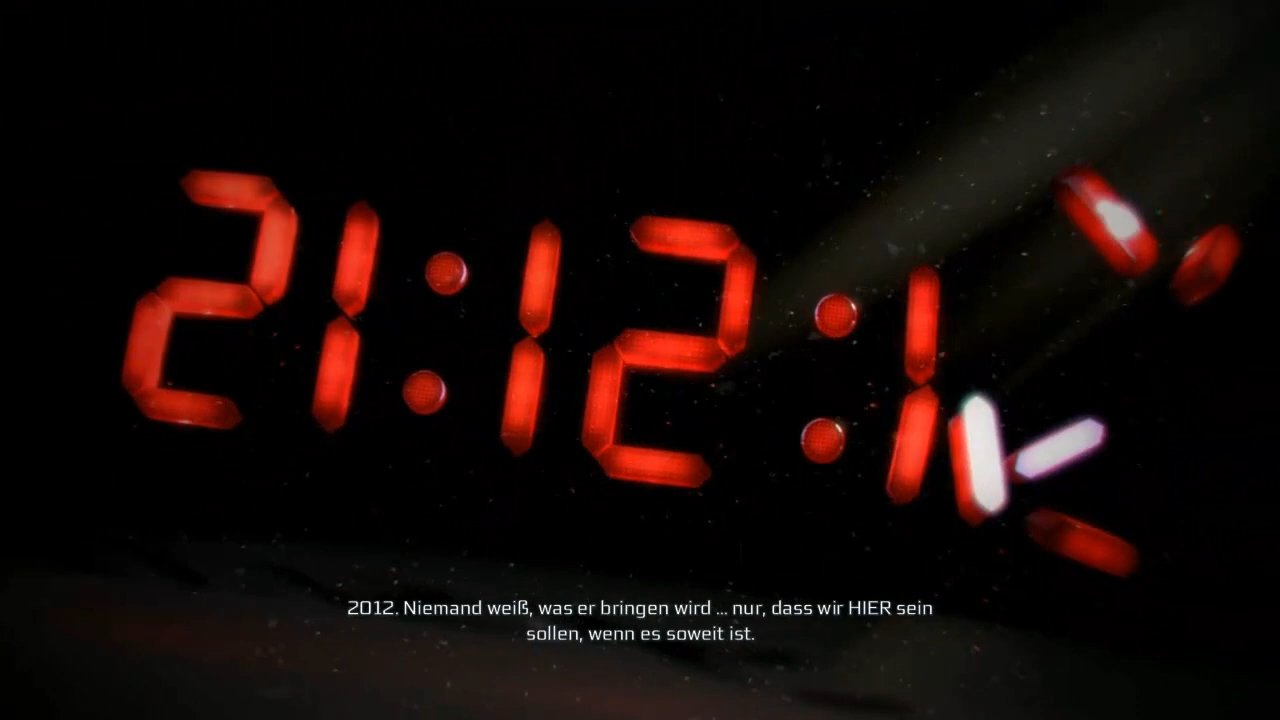 21:12:1
2012. Niemand weiß, was er bringen wird ... nur, dass wir HIER sein
sollen, wenn es soweit ist.